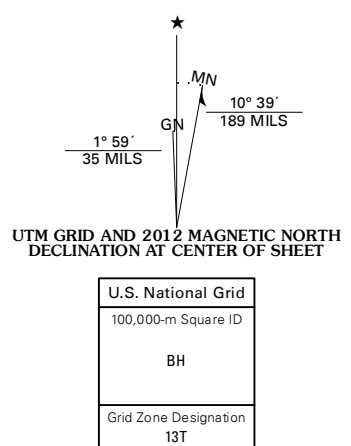 ★
MN
GN
10° 39´
189 MILS
1° 59´
35 MILS
UTM GRID AND 2012 MAGNETIC NORTH
DECLINATION AT CENTER OF SHEET
U.S. National Grid
100,000-m Square ID
BH
Grid Zone Designation
13T